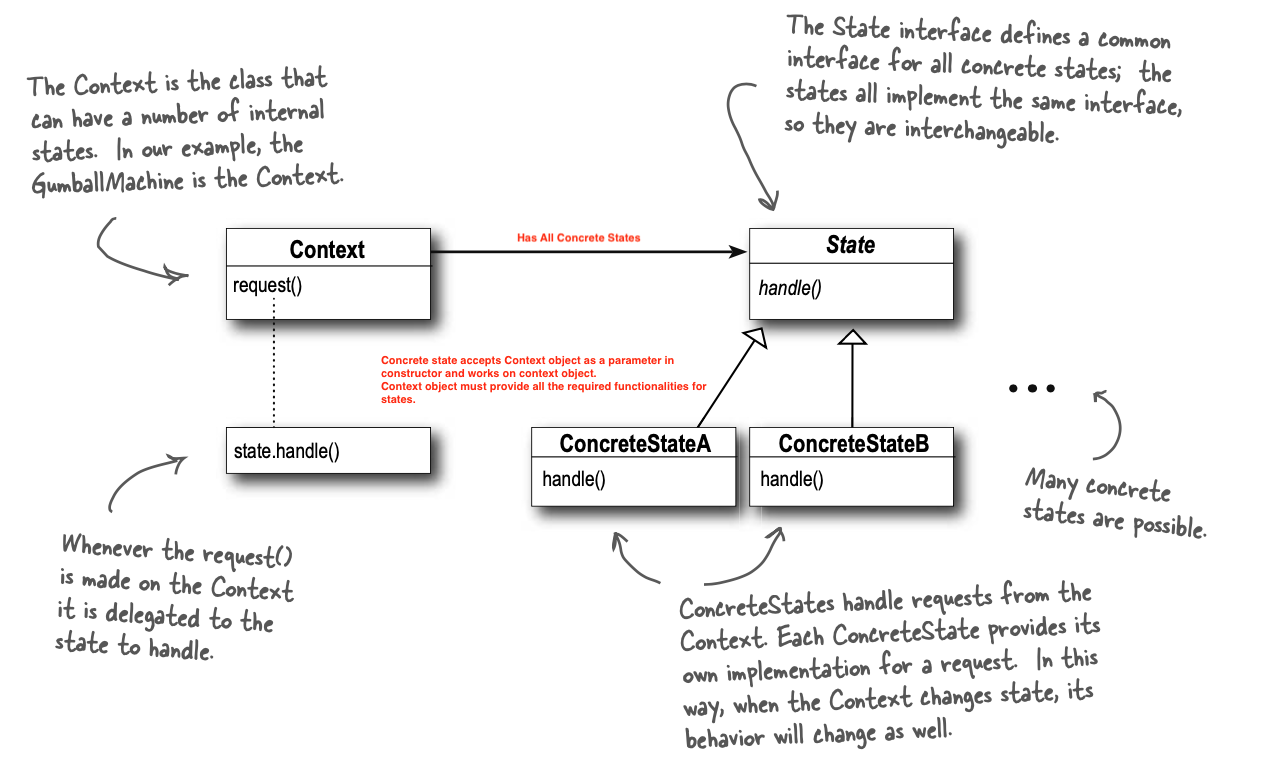 The State interface defines a common
interface for all concrete states; the
states all implement the same interface,
so they are interchangeable.
The Context is the class that
can have a number of internal
states. In our example, the
GumballMachine is the Context.
Context
request()
Has All Concrete States
State
handle()
Concrete state accepts Context object as a parameter in
constructor and works on context object.
Context object must provide all the required functionalities for
states.
state.handle()
ConcreteStateA
handle()
ConcreteStateB
handle()
Many concrete
states are possible.
Whenever the request()
is made on the Context
it is delegated to the
state to handle.
ConcreteStates handle requests from the
Context. Each ConcreteState provides its
own implementation for a request. In this
way, when the Context changes state, its
behavior will change as well.